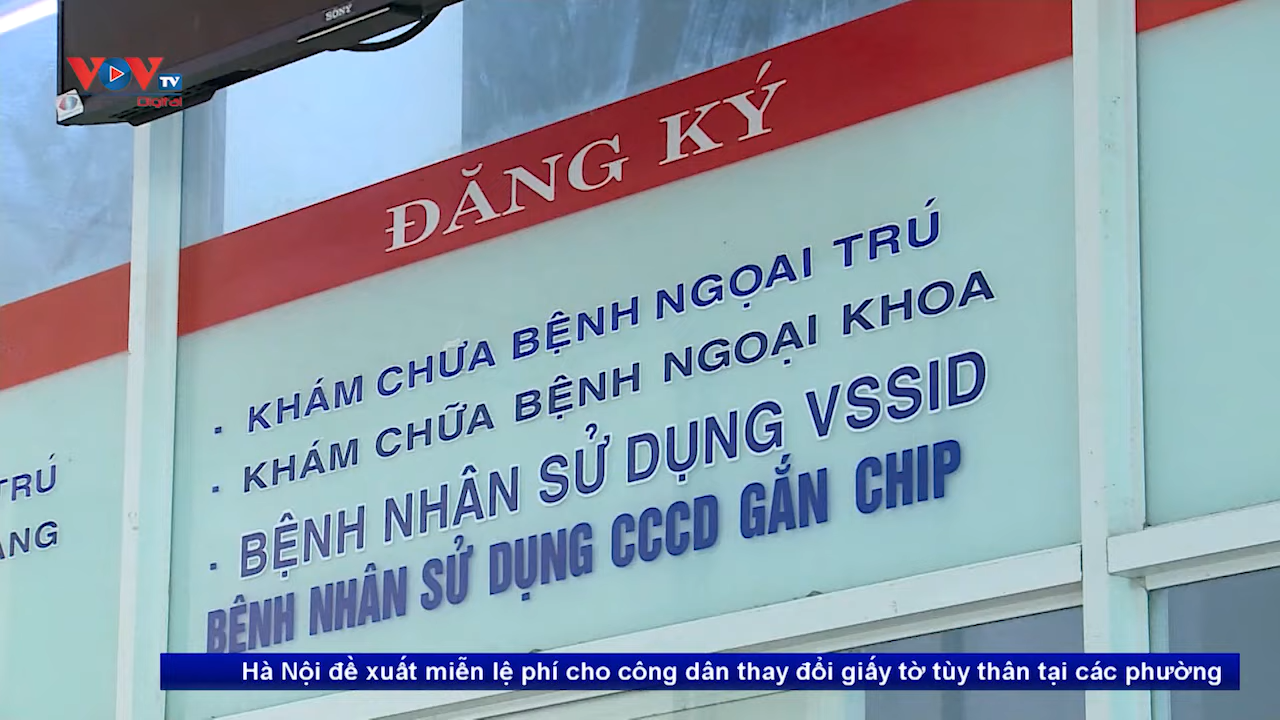 SONY
VOV TV
Digital
ĐĂNG KÝ
· KHÁM CHƯA BỆNH NGỌAI TRÚ
· KHÁM CHỮA BỆNH NGOẠI KHOA
· BỆNH NHÂN SỬ DỤNG VSSID
BỆNH NHÂN SỬ DỤNG CCCD GẮN CHIP
TRÚ
ANG
Hà Nội đề xuất miễn lệ phí cho công dân thay đổi giấy tờ tùy thân tại các phường